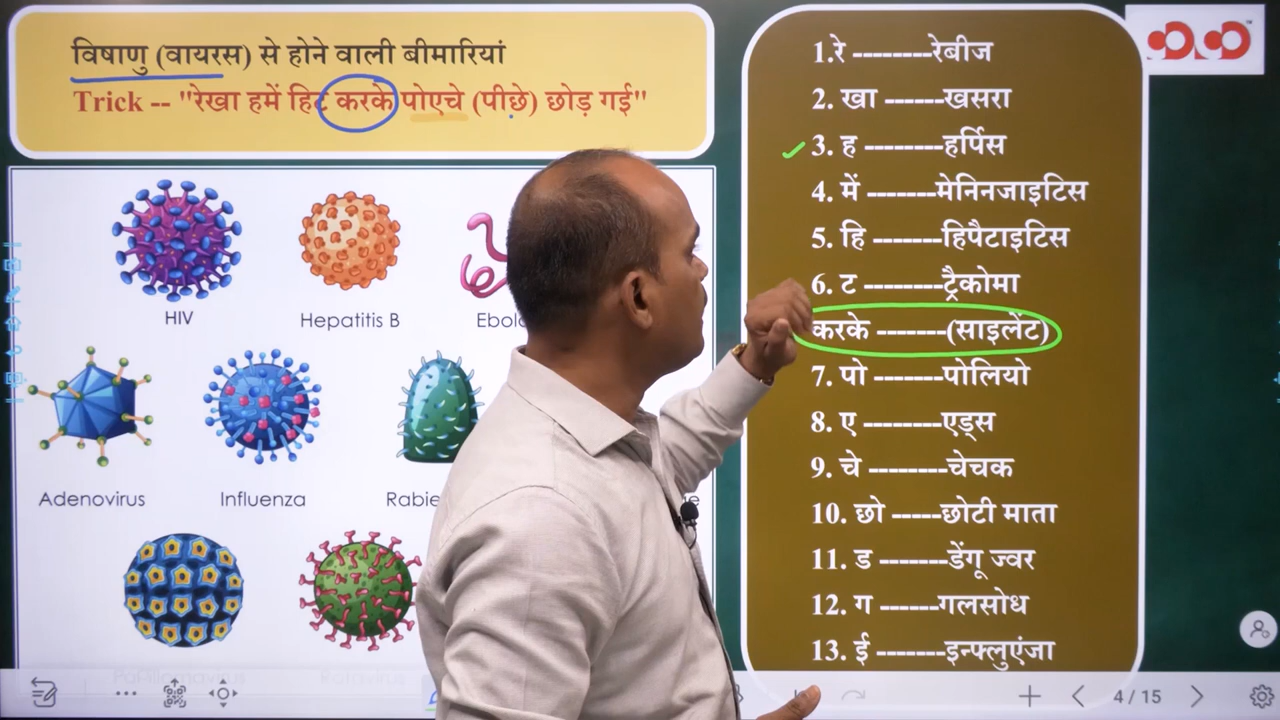 विषाणु (वायरस) से होने वाली बीमारियां
Trick -- "रेखा हमें हिट करके पोएचे (पीछे) छोड़ गई"
HIV
Hepatitis B
Adenovirus
Influenza
1.रे --------रेबीज
2. खा ------खसरा
3. ह --------हर्पिस
4. में -------मेनिनजाइटिस
5. हि -------हिपैटाइटिस
6. ट --------ट्रैकोमा
करके -------(साइलेंट)
7. पो -------पोलियो
8. ए --------एड्स
9. चे --------चेचक
10. छो -----छोटी माता
11. ड -------डेंगू ज्वर
12. ग ------गलसोध
13. ई -------इन्फ्लुएंजा
4 / 15